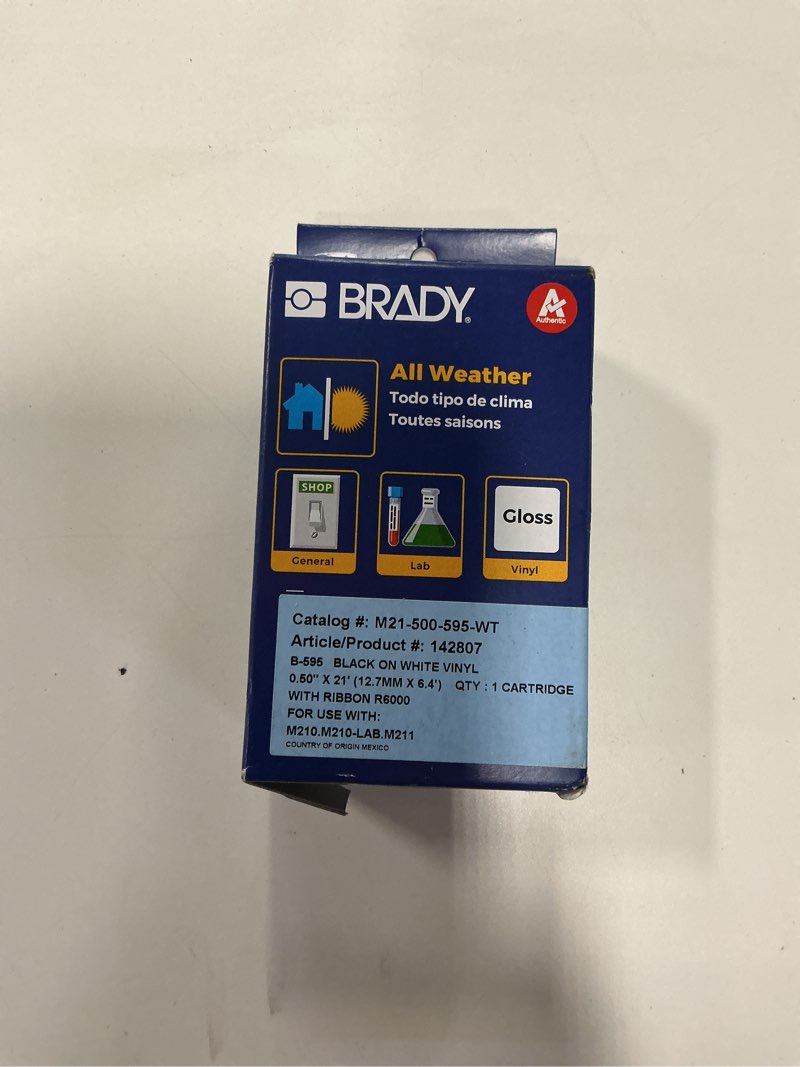 BRADY®
Authentic
All Weather
Todo tipo de clima
Toutes saisons
SHOP
General
Lab
Gloss
Vinyl
Catalog #: M21-500-595-WT
Article/Product #: 142807
B-595 BLACK ON WHITE VINYL
0.50" X 21' (12.7MM X 6.4') QTY : 1 CARTRIDGE
WITH RIBBON R6000
FOR USE WITH:
M210.M210-LAB.M211
COUNTRY OF ORIGIN MEXICO